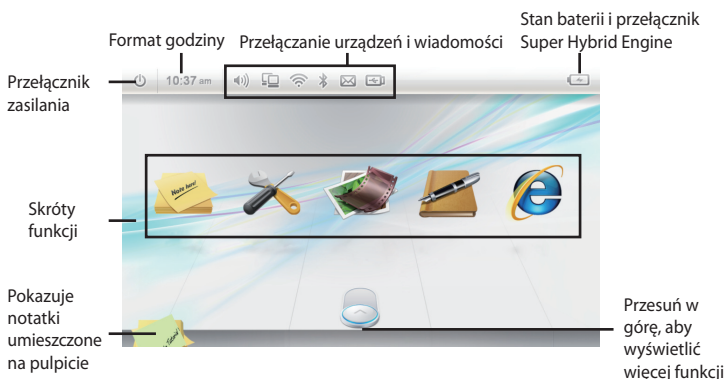 Stan baterii i przełącznik
Super Hybrid Engine
Format godziny
Przełączanie urządzeń i wiadomości
Przełącznik
zasilania
10:37 am
Note here!
Skróty
funkcji
Pokazuje
notatki
umieszczone
na pulpicie
Przesuń w
górę, aby
wyświetlić
więcej funkcji